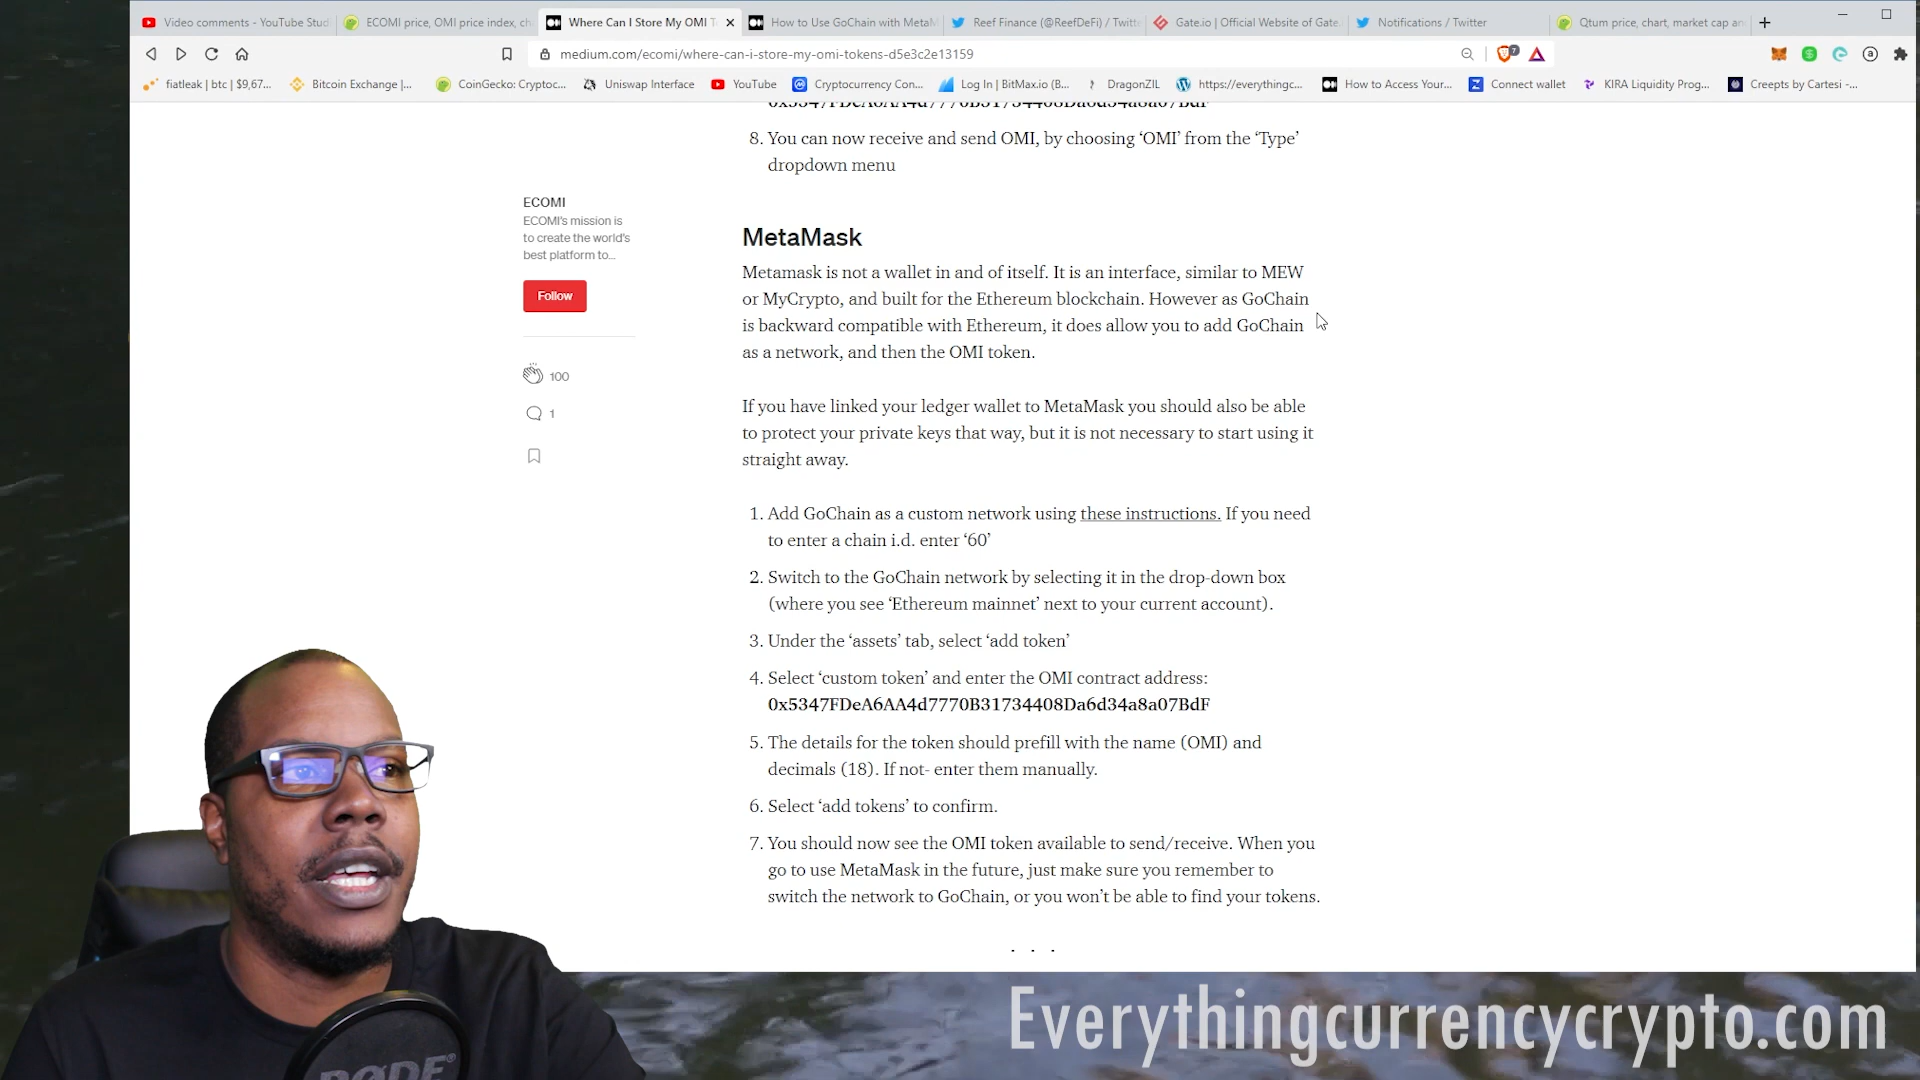 Video comments - YouTube Stud
ECOMI price, OMI price index, ch
Where Can I Store My OMI T
How to Use GoChain with MetaM
Reef Finance (@ReefDeFi) / Twitt
Gate.io | Official Website of Gate.
Notifications / Twitter
Qtum price, chart, market cap an
medium.com/ecomi/where-can-i-store-my-omi-tokens-d5e3c2e13159
7
fiatleak | btc | $9,67...
Bitcoin Exchange |...
CoinGecko: Cryptoc...
Uniswap Interface
YouTube
Cryptocurrency Con...
Log In | BitMax.io (B...
DragonZIL
https://everythingc...
How to Access Your...
Connect wallet
KIRA Liquidity Prog...
Creepts by Cartesi -...
0x5347FDeA6AA4d7770B31734408Da6d34a8a07BdF
8. You can now receive and send OMI, by choosing ‘OMI’ from the ‘Type’
dropdown menu
ECOMI
ECOMI's mission is
to create the world's
best platform to...
Follow
100
1
MetaMask
Metamask is not a wallet in and of itself. It is an interface, similar to MEW
or MyCrypto, and built for the Ethereum blockchain. However as GoChain
is backward compatible with Ethereum, it does allow you to add GoChain
as a network, and then the OMI token.
If you have linked your ledger wallet to MetaMask you should also be able
to protect your private keys that way, but it is not necessary to start using it
straight away.
1. Add GoChain as a custom network using these instructions. If you need
to enter a chain i.d. enter ‘60’
2. Switch to the GoChain network by selecting it in the drop-down box
(where you see ‘Ethereum mainnet’ next to your current account).
3. Under the ‘assets’ tab, select ‘add token’
4. Select ‘custom token’ and enter the OMI contract address:
0x5347FDeA6AA4d7770B31734408Da6d34a8a07BdF
5. The details for the token should prefill with the name (OMI) and
decimals (18). If not- enter them manually.
6. Select ‘add tokens’ to confirm.
7. You should now see the OMI token available to send/receive. When you
go to use MetaMask in the future, just make sure you remember to
switch the network to GoChain, or you won’t be able to find your tokens.
. . .
RØDE®
Everythingcurrencycrypto.com